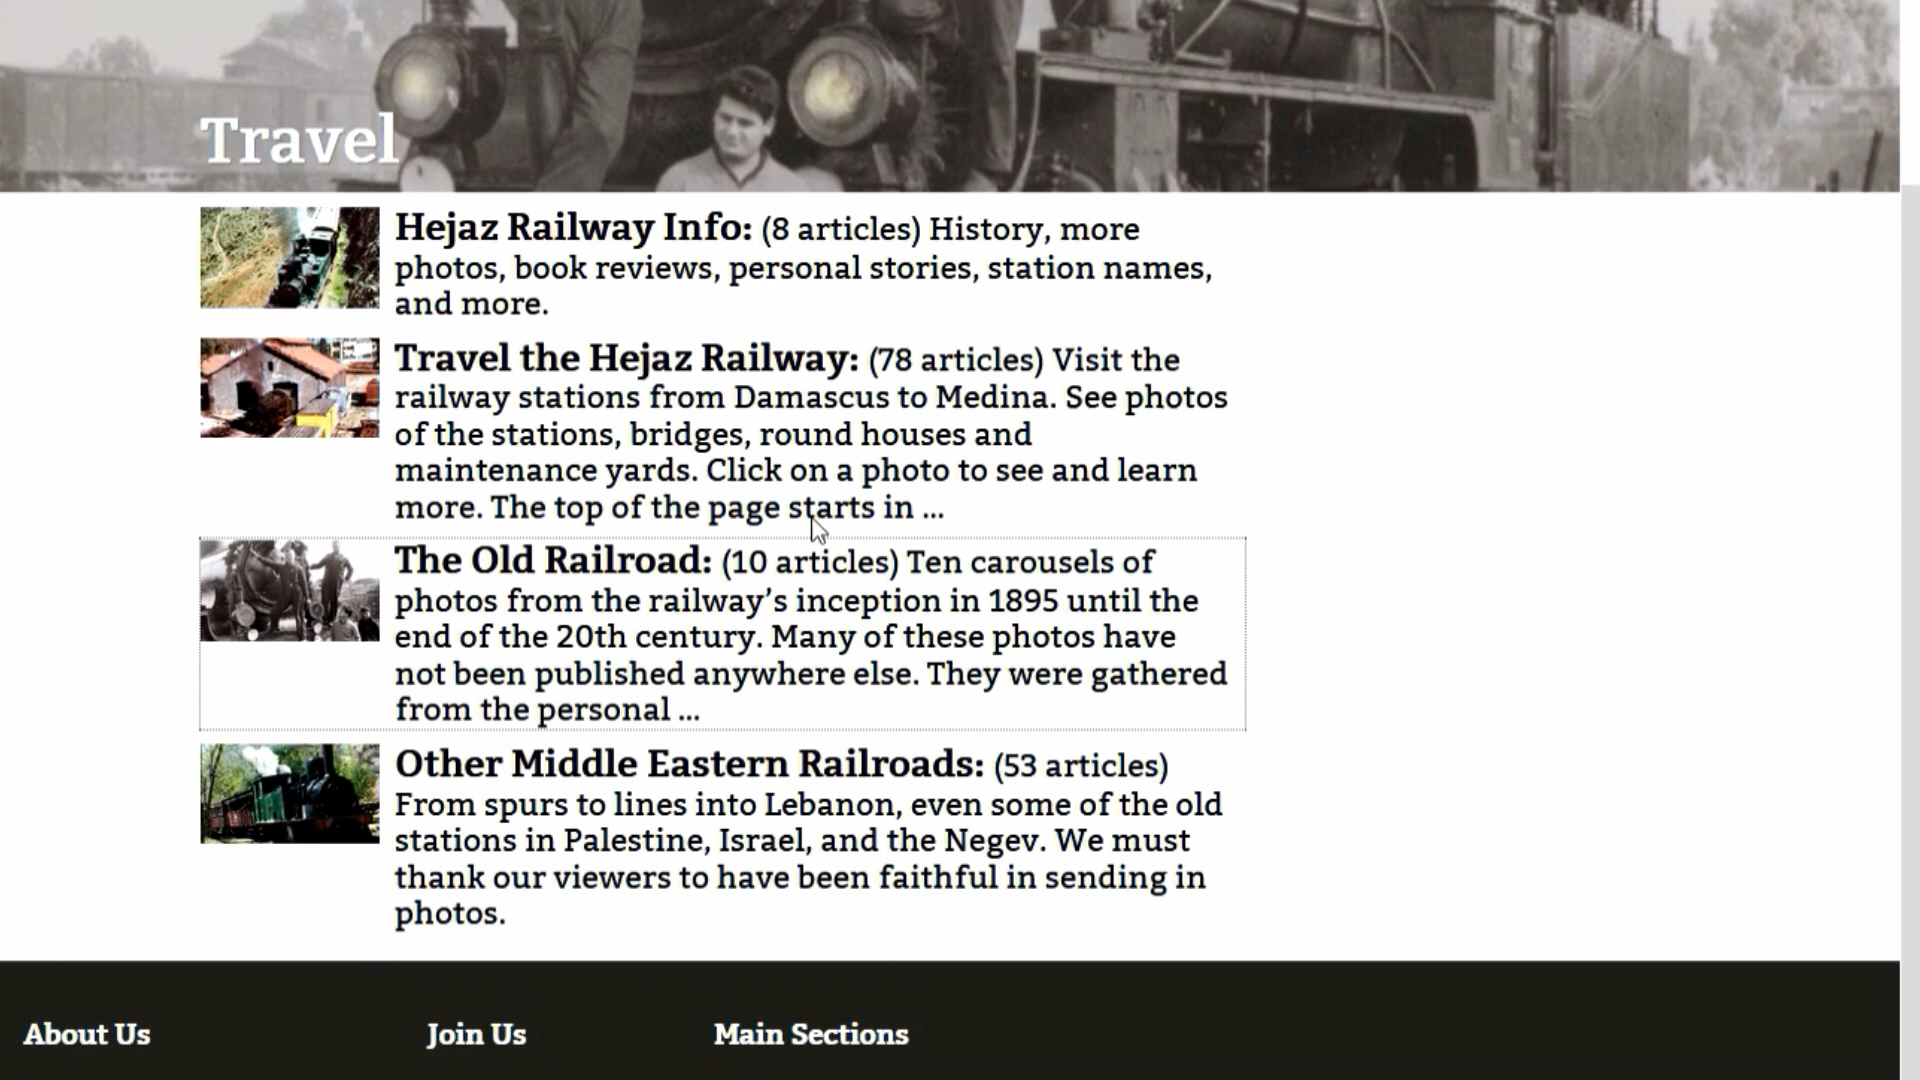 Travel
Hejaz Railway Info: (8 articles) History, more
photos, book reviews, personal stories, station names,
and more.
Travel the Hejaz Railway: (78 articles) Visit the
railway stations from Damascus to Medina. See photos
of the stations, bridges, round houses and
maintenance yards. Click on a photo to see and learn
more. The top of the page starts in ...
The Old Railroad: (10 articles) Ten carousels of
photos from the railway’s inception in 1895 until the
end of the 20th century. Many of these photos have
not been published anywhere else. They were gathered
from the personal ...
Other Middle Eastern Railroads: (53 articles)
From spurs to lines into Lebanon, even some of the old
stations in Palestine, Israel, and the Negev. We must
thank our viewers to have been faithful in sending in
photos.
About Us
Join Us
Main Sections